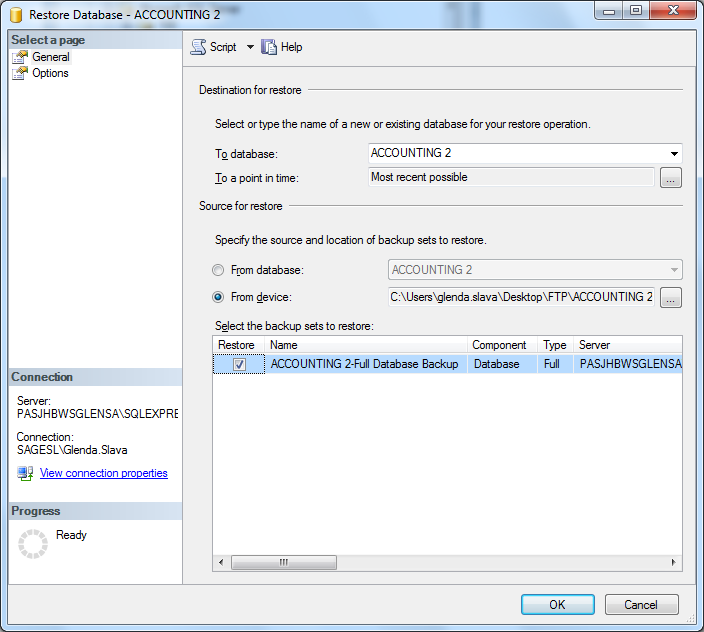 Restore Database - ACCOUNTING 2
Select a page
General
Options
Script
Help
Destination for restore
Select or type the name of a new or existing database for your restore operation.
To database:
ACCOUNTING 2
To a point in time:
Most recent possible
...
Source for restore
Specify the source and location of backup sets to restore.
From database:
ACCOUNTING 2
From device:
C:\Users\glenda.slava\Desktop\FTP\ACCOUNTING 2
...
Select the backup sets to restore:
Restore Name Component Type Server
ACCOUNTING 2-Full Database Backup Database Full PASJHBWSGLENSA
Connection
Server:
PASJHBWSGLENSA\SQLEXPRE
Connection:
SAGESL\Glenda.Slava
View connection properties
Progress
Ready
OK
Cancel